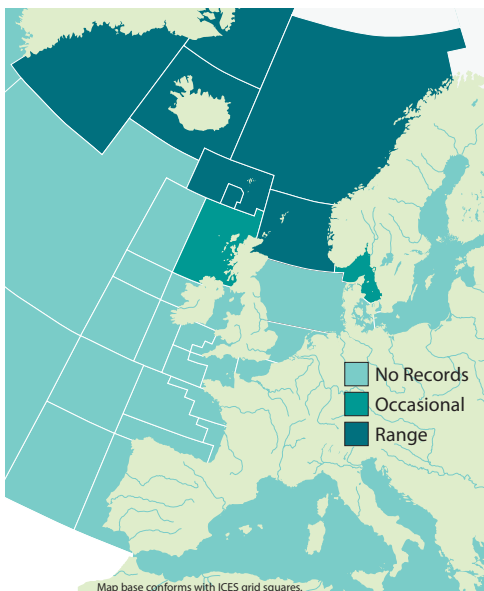 No Records
Occasional
Range
Map base conforms with ICES grid squares.